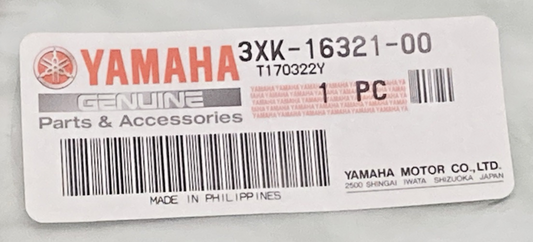 YAMAHA 3XK-16321-00
T170322Y
GENUINE
Parts & Accessories
1 PC
YAMAHA MOTOR CO.,LTD.
2500 SHINGAI IWATA SHIZUOKA JAPAN
MADE IN PHILIPPINES